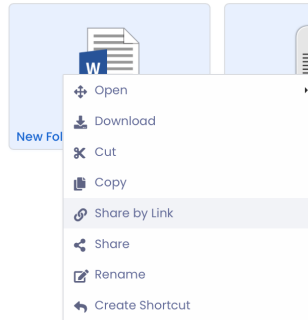 W
New Fol
Open
Download
Cut
Copy
Share by Link
Share
Rename
Create Shortcut